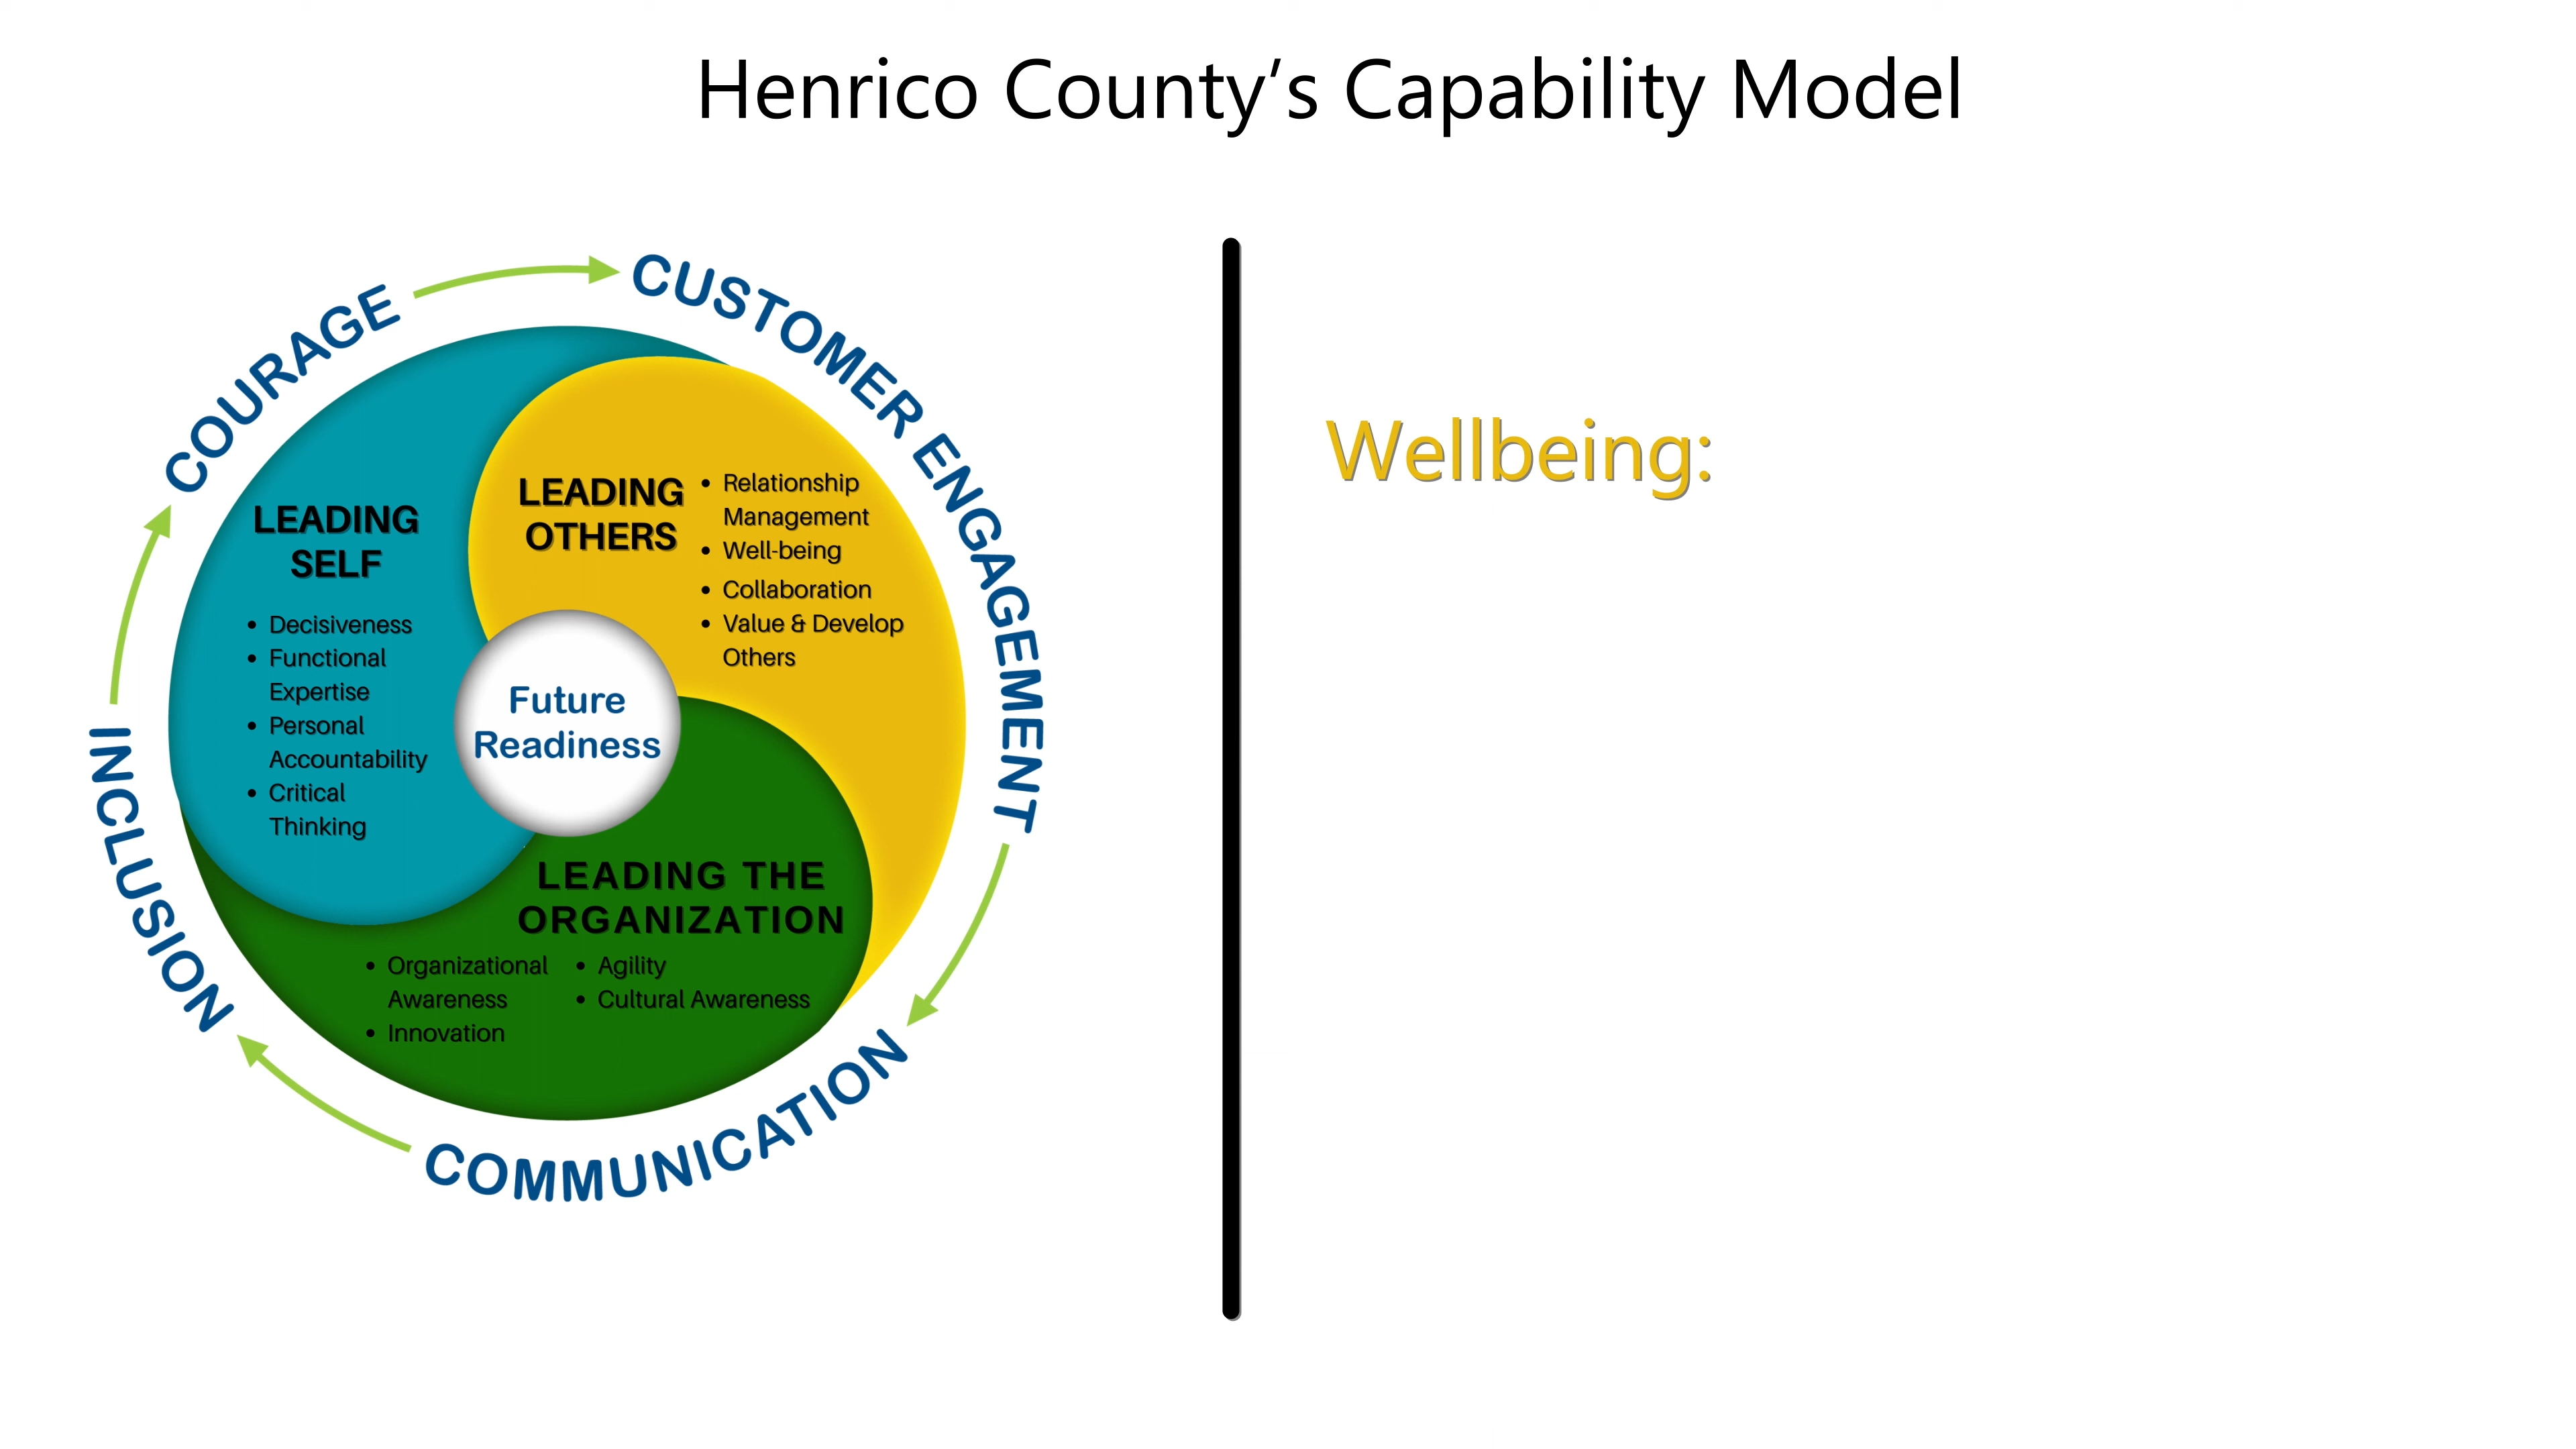 Henrico County’s Capability Model
COURAGE
CUSTOMER ENGAGEMENT
COMMUNICATION
INCLUSION
LEADING
SELF
• Decisiveness
• Functional
Expertise
• Personal
Accountability
• Critical
Thinking
LEADING
OTHERS
• Relationship
Management
• Well-being
• Collaboration
• Value & Develop
Others
Future
Readiness
LEADING THE
ORGANIZATION
• Organizational
Awareness
• Innovation
• Agility
• Cultural Awareness
Wellbeing: